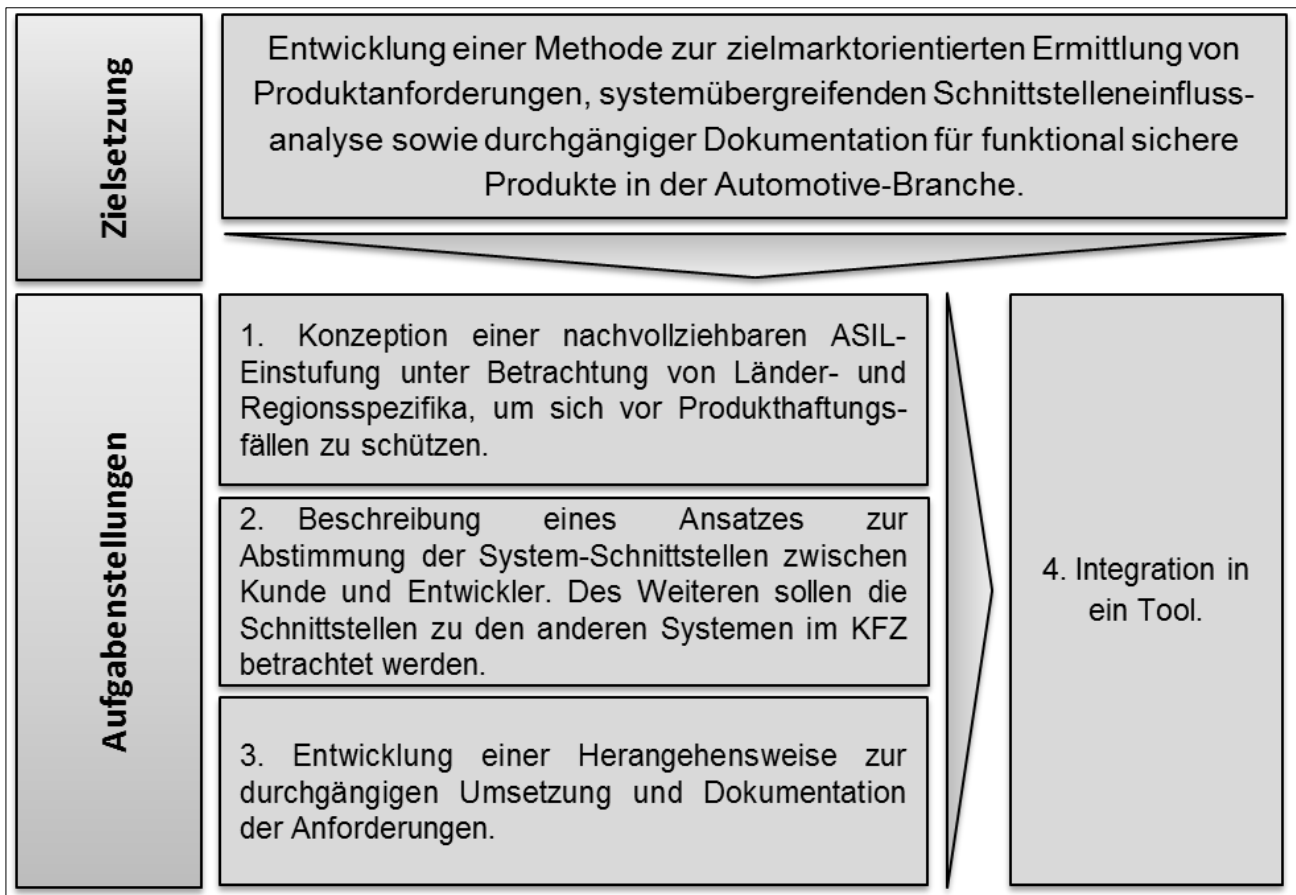 Zielsetzung
Entwicklung einer Methode zur zielmarktorientierten Ermittlung von
Produktanforderungen, systemübergreifenden Schnittstelleneinfluss-
analyse sowie durchgängiger Dokumentation für funktional sichere
Produkte in der Automotive-Branche.
Aufgabenstellungen
1. Konzeption einer nachvollziehbaren ASIL-
Einstufung unter Betrachtung von Länder- und
Regionsspezifika, um sich vor Produkthaftungs-
fällen zu schützen.
2. Beschreibung eines Ansatzes zur
Abstimmung der System-Schnittstellen zwischen
Kunde und Entwickler. Des Weiteren sollen die
Schnittstellen zu den anderen Systemen im KFZ
betrachtet werden.
3. Entwicklung einer Herangehensweise zur
durchgängigen Umsetzung und Dokumentation
der Anforderungen.
4. Integration in
ein Tool.